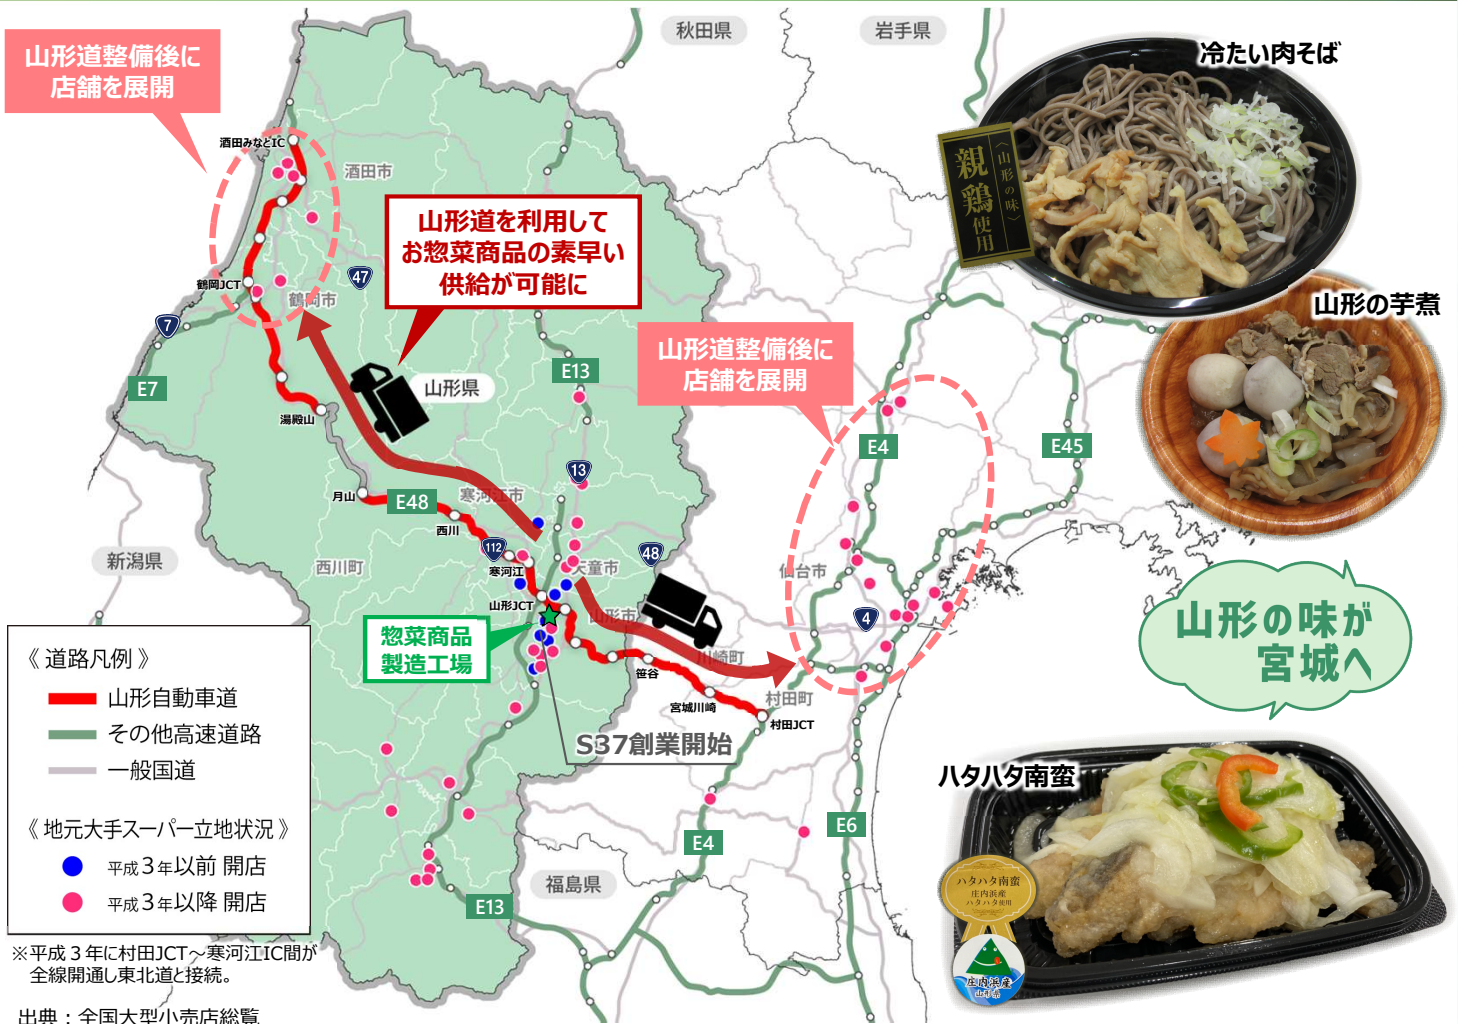 山形道整備後に
店舗を展開
秋田県
岩手県
冷たい肉そば
〈山形の味〉
親鶏使用
酒田みなとIC
酒田市
山形道を利用して
お惣菜商品の素早い
供給が可能に
47
鶴岡JCT
鶴岡市
7
山形の芋煮
山形道整備後に
店舗を展開
E7
E13
山形県
湯殿山
E4
E45
13
月山
E48
寒河江市
西川
112
48
新潟県
西川町
寒河江
天童市
仙台市
山形JCT
山形市
4
山形の味が
宮城へ
惣菜商品
製造工場
川崎町
笹谷
宮城川崎
村田町
村田JCT
S37創業開始
《 道路凡例 》
山形自動車道
その他高速道路
一般国道
《 地元大手スーパー立地状況 》
平成3年以前 開店
平成3年以降 開店
ハタハタ南蛮
E4
E6
福島県
E13
ハタハタ南蛮
庄内浜産
ハタハタ使用
庄内浜産
山形県
※平成3年に村田JCT～寒河江IC間が
全線開通し東北道と接続。
出典：全国大型小売店総覧